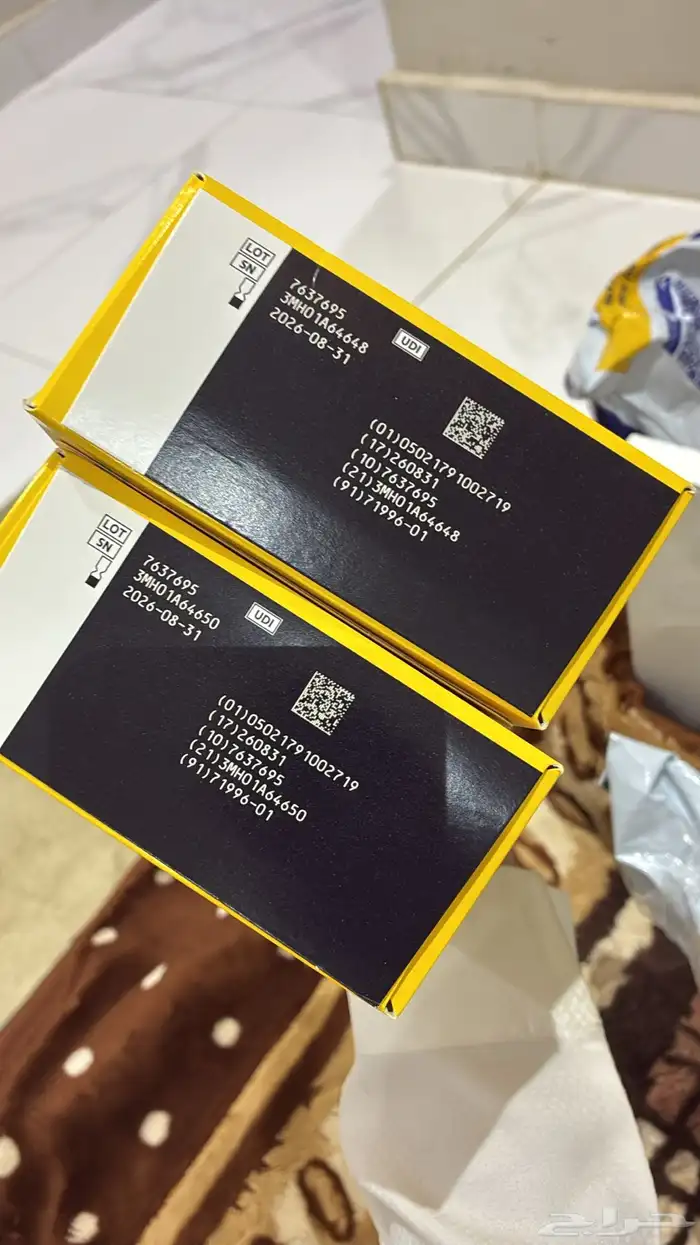 LOT
SN
7637695
3MH01A64648
2026-08-31
UDI
(01)05021791002719
(17)260831
(10)7637695
(21)3MH01A64648
(91)71996-01
LOT
SN
7637695
3MH01A64650
2026-08-31
UDI
(01)05021791002719
(17)260831
(10)7637695
(21)3MH01A64650
(91)71996-01
حراج